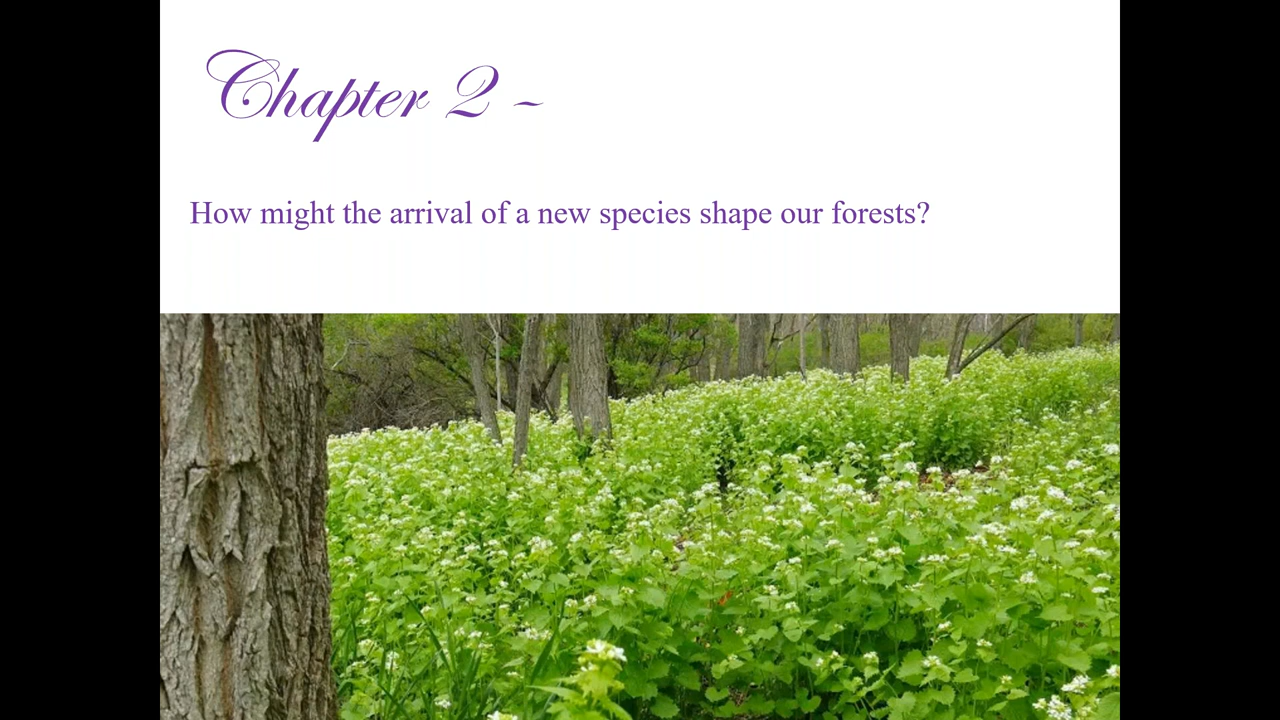 Chapter 2 ~
How might the arrival of a new species shape our forests?